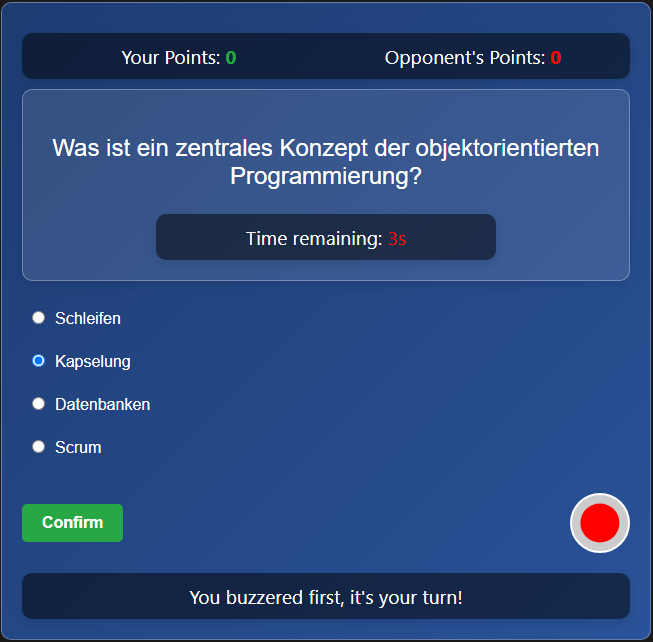 Your Points: 0
Opponent's Points: 0
Was ist ein zentrales Konzept der objektorientierten
Programmierung?
Time remaining: 3s
Schleifen
Kapselung
Datenbanken
Scrum
Confirm
You buzzered first, it's your turn!